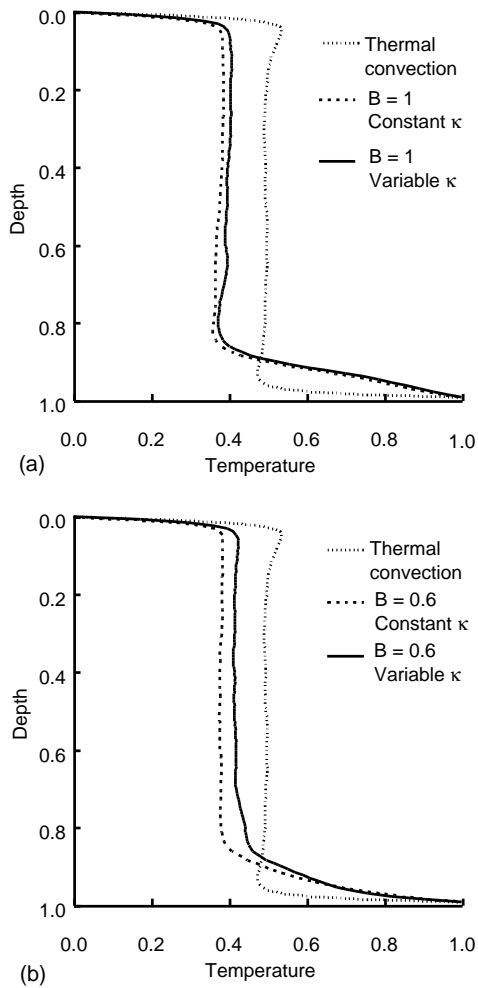 0.0
0.2
0.4
0.6
0.8
1.0
Depth
Thermal
convection
B = 1
Constant κ
B = 1
Variable κ
0.0 0.2 0.4 0.6 0.8 1.0
(a)
Temperature
0.0
0.2
0.4
0.6
0.8
1.0
Depth
Thermal
convection
B = 0.6
Constant κ
B = 0.6
Variable κ
0.0 0.2 0.4 0.6 0.8 1.0
(b)
Temperature